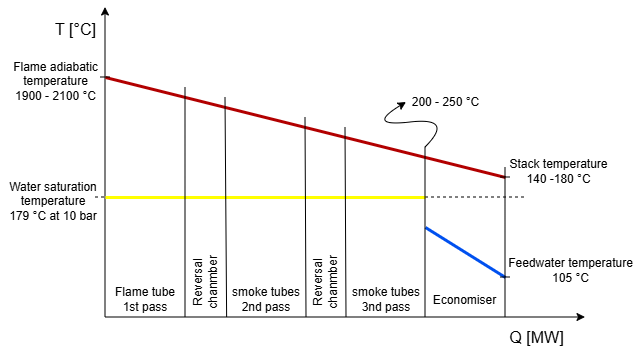 T [°C]
Flame adiabatic
temperature
1900 - 2100 °C
200 - 250 °C
Stack temperature
140 -180 °C
Water saturation
temperature
179 °C at 10 bar
Feedwater temperature
105 °C
Flame tube
1st pass
Reversal
chanmber
smoke tubes
2nd pass
Reversal
chanmber
smoke tubes
3nd pass
Economiser
Q [MW]